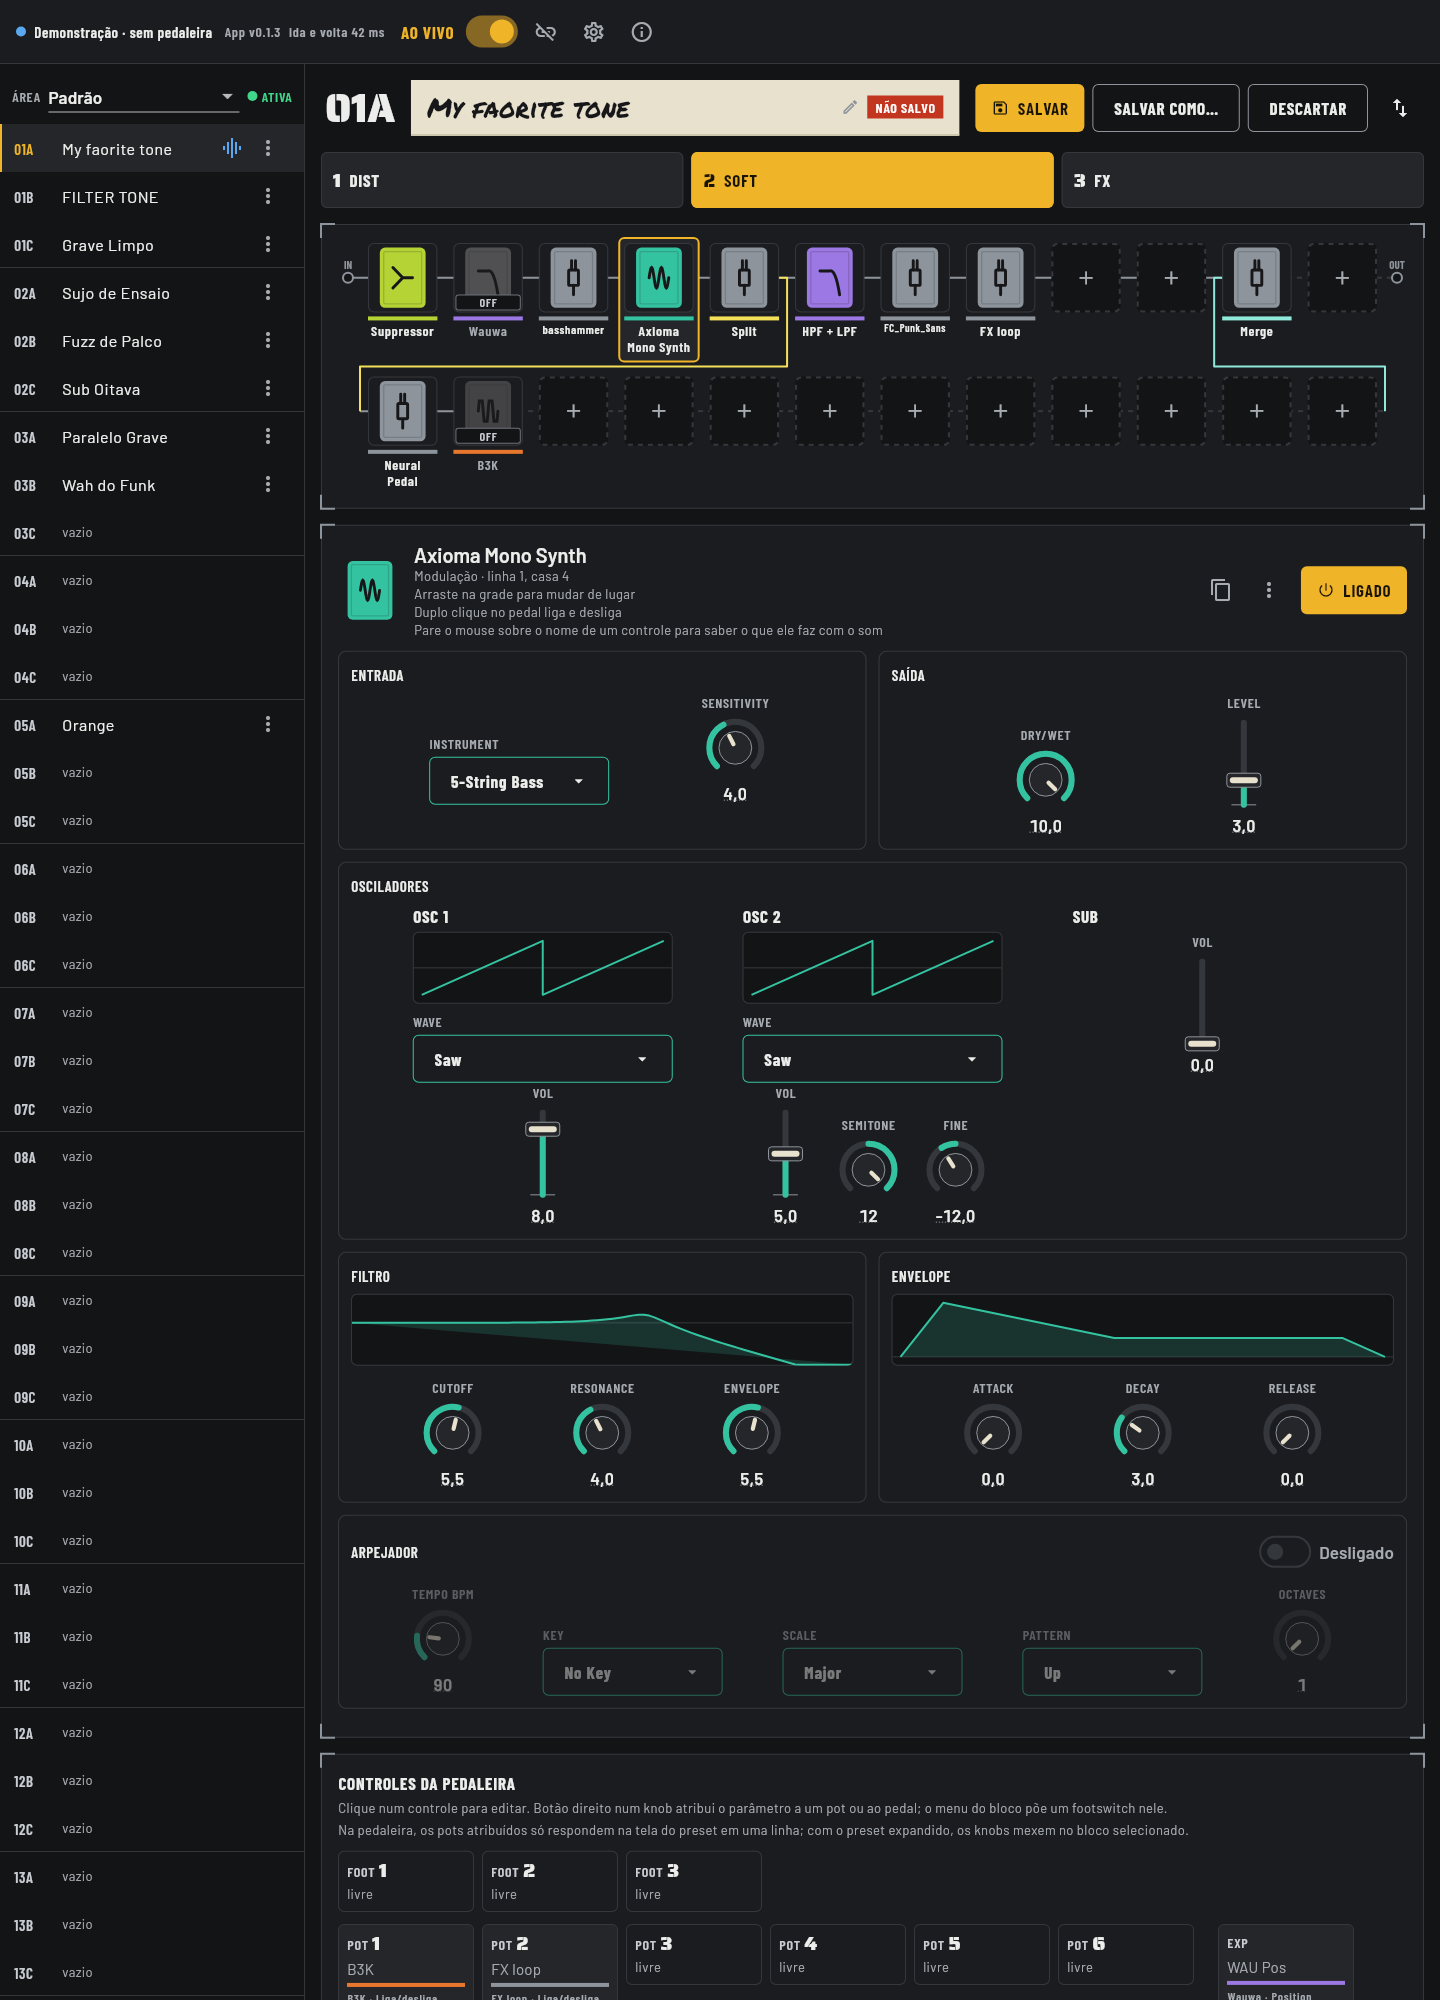 Demonstração · sem pedaleira App v0.1.3 Ida e volta 42 ms AO VIVO
ÁREA Padrão ATIVA
01A My faorite tone
01B FILTER TONE
01C Grave Limpo
02A Sujo de Ensaio
02B Fuzz de Palco
02C Sub Oitava
03A Paralelo Grave
03B Wah do Funk
03C vazio
04A vazio
04B vazio
04C vazio
05A Orange
05B vazio
05C vazio
06A vazio
06B vazio
06C vazio
07A vazio
07B vazio
07C vazio
08A vazio
08B vazio
08C vazio
09A vazio
09B vazio
09C vazio
10A vazio
10B vazio
10C vazio
11A vazio
11B vazio
11C vazio
12A vazio
12B vazio
12C vazio
13A vazio
13B vazio
13C vazio
01A My faorite tone NÃO SALVO SALVAR SALVAR COMO... DESCARTAR
1 DIST 2 SOFT 3 FX
IN OUT
OFF
Suppressor Wauwa basshammer Axioma Mono Synth Split HPF + LPF FC_Punk_Sans FX loop Merge
OFF
Neural Pedal B3K
Axioma Mono Synth
Modulação · linha 1, casa 4
Arraste na grade para mudar de lugar
Duplo clique no pedal liga e desliga
Pare o mouse sobre o nome de um controle para saber o que ele faz com o som
LIGADO
ENTRADA
SENSITIVITY
INSTRUMENT
5-String Bass
4,0
SAÍDA
LEVEL
DRY/WET
10,0 3,0
OSCILADORES
OSC 1 OSC 2 SUB
VOL
WAVE WAVE
Saw Saw
0,0
VOL VOL SEMITONE FINE
8,0 5,0 12 -12,0
FILTRO
CUTOFF RESONANCE ENVELOPE
5,5 4,0 5,5
ENVELOPE
ATTACK DECAY RELEASE
0,0 3,0 0,0
ARPEJADOR Desligado
TEMPO BPM OCTAVES
KEY SCALE PATTERN
No Key Major Up
90 1
CONTROLES DA PEDALEIRA
Clique num controle para editar. Botão direito num knob atribui o parâmetro a um pot ou ao pedal; o menu do bloco põe um footswitch nele.
Na pedaleira, os pots atribuídos só respondem na tela do preset em uma linha; com o preset expandido, os knobs mexem no bloco selecionado.
FOOT 1 FOOT 2 FOOT 3
livre livre livre
POT 1 POT 2 POT 3 POT 4 POT 5 POT 6 EXP
B3K FX loop livre livre livre livre WAU Pos
B3K · Liga/desliga FX loop · Liga/desliga Wauwa · Position